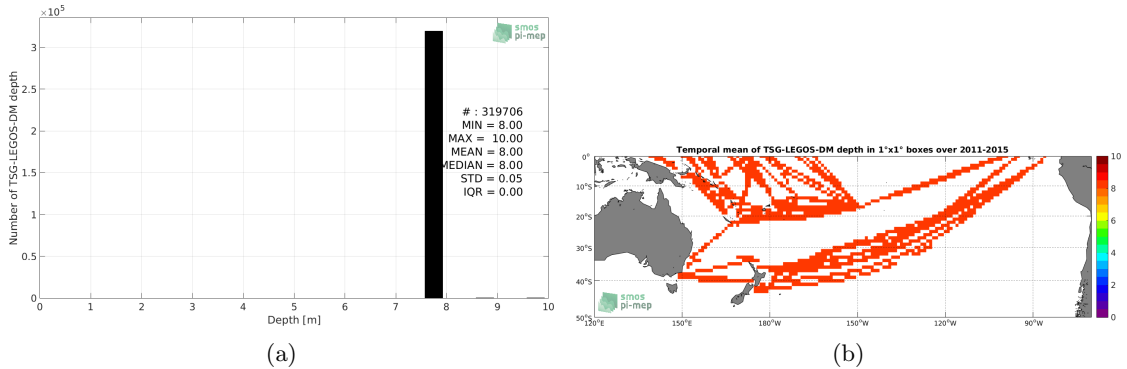 ×10⁵
3
2.5
2
1.5
1
0.5
0
Number of TSG-LEGOS-DM depth
smos
pi-mep
# : 319706
MIN = 8.00
MAX = 10.00
MEAN = 8.00
MEDIAN = 8.00
STD = 0.05
IQR = 0.00
0 1 2 3 4 5 6 7 8 9 10
Depth [m]
(a)
Temporal mean of TSG-LEGOS-DM depth in 1°x1° boxes over 2011-2015
0°
10°S
20°S
30°S
40°S
50°S
smos
pi-mep
120°E 150°E 180°W 150°W 120°W 90°W
10
8
6
4
2
0
(b)